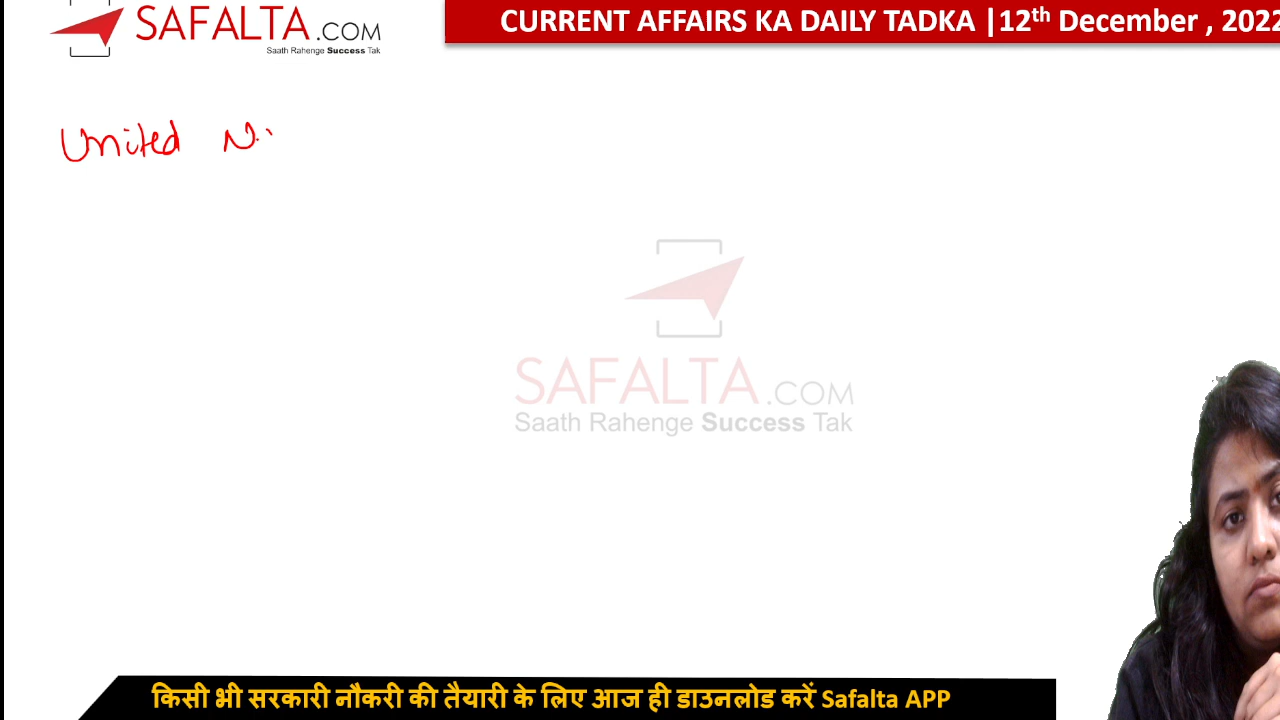 SAFALTA.COM
Saath Rahenge Success Tak
CURRENT AFFAIRS KA DAILY TADKA |12th December , 2022
United N.
SAFALTA.COM
Saath Rahenge Success Tak
किसी भी सरकारी नौकरी की तैयारी के लिए आज ही डाउनलोड करें Safalta APP